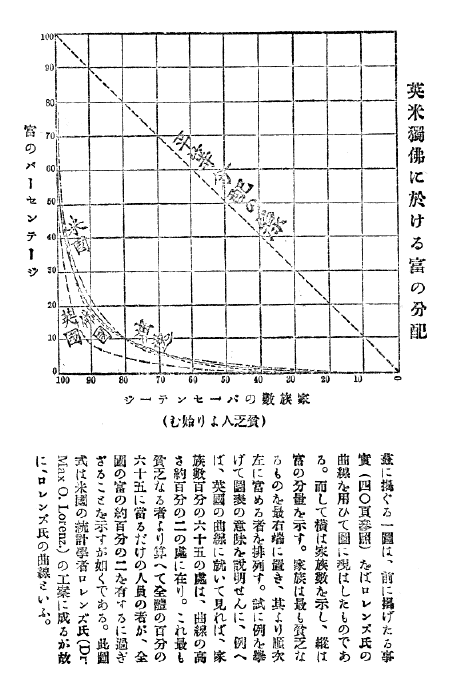 英米獨佛に於ける富の分配
100
90
80
70
60
50
40
30
20
10
0
富のパーセンテージ
平等分配の線
米國
英國
佛國
100 90 80 70 60 50 40 30 20 10 0
家族數のパーセンテージ
(貧乏人より始む)
玆に揭ぐる一圖は、前に揭げたる事
實(四〇頁參照)をばロレンズ氏の
曲線を用ひて圖に現はしたものであ
る。而して橫は家族數を示し、縱は
富の分量を示す。家族は最も貧乏な
るものを最右端に置き、其より順次
左に富める者を排列す。試に例を擧
げて圖表の意味を說明せんに、例へ
ば、英國の曲線に就いて見れば、家
族數百分の六十五の處は、曲線の高
さ約百分の二の處に在り。これ最も
貧乏なる者より算へて全體の百分の
六十五に當るだけの人員の者が、全
國の富の約百分の二を有するに過ぎ
ざることを示すが如くである。此圖
式は米國の統計學者ロレンズ氏(Dr.
Max O. Lorenz)の工案に成るが故
に、ロレンズ氏の曲線といふ。